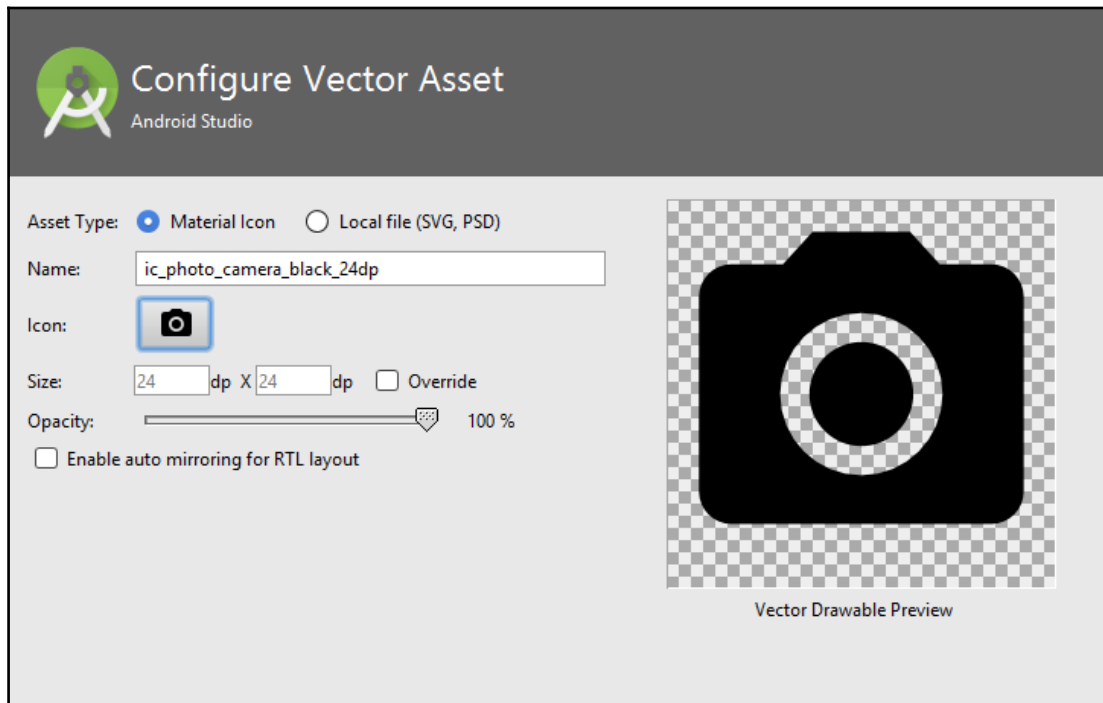 Configure Vector Asset
Android Studio
Asset Type: Material Icon Local file (SVG, PSD)
Name: ic_photo_camera_black_24dp
Icon:
Size: 24 dp X 24 dp Override
Opacity: 100 %
Enable auto mirroring for RTL layout
Vector Drawable Preview